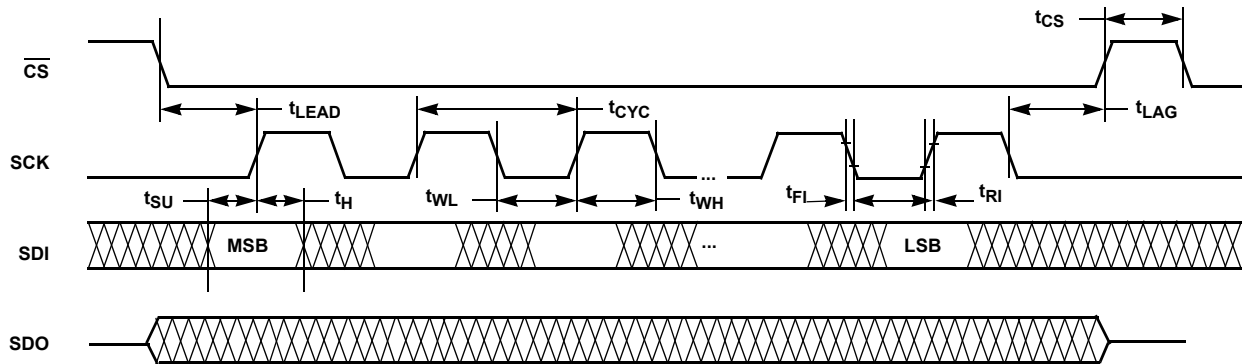 tCS
CS
tLEAD
tCYC
tLAG
SCK
...
tSU
tH
tWL
tWH
tFI
tRI
SDI
MSB
...
LSB
SDO